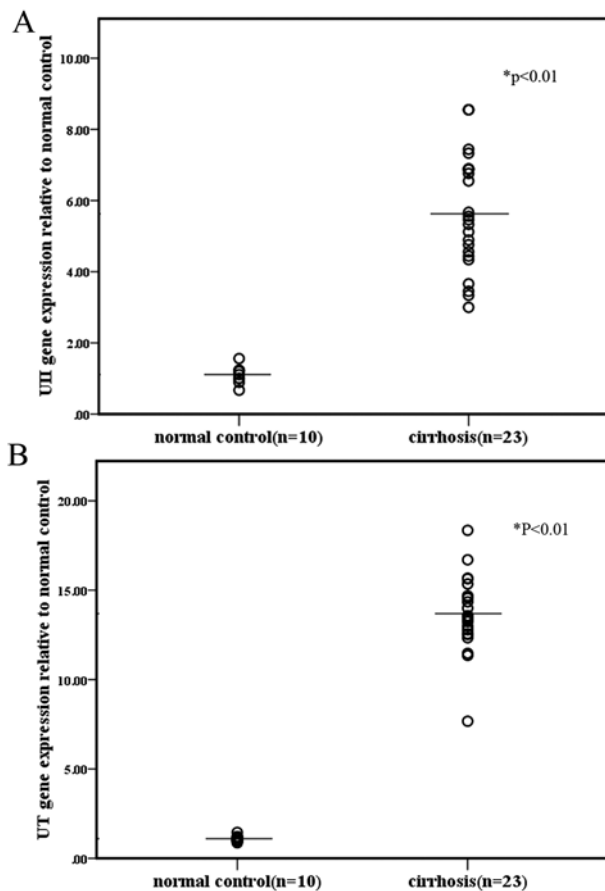 A
UII gene expression relative to normal control
10.00
8.00
6.00
4.00
2.00
.00
*p<0.01
normal control(n=10)
cirrhosis(n=23)
B
UT gene expression relative to normal control
20.00
15.00
10.00
5.00
.00
*P<0.01
normal control(n=10)
cirrhosis(n=23)